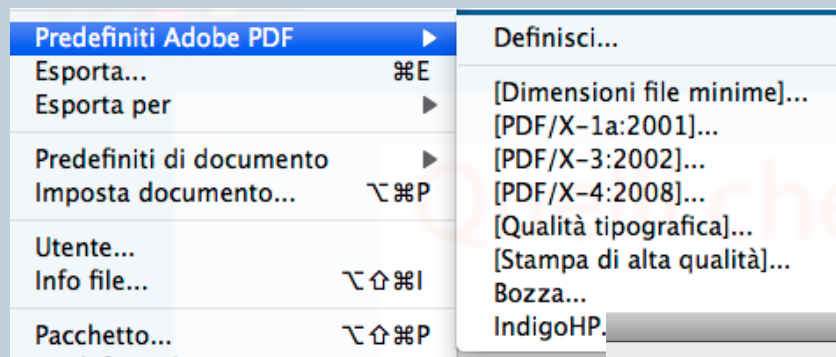 Predefiniti Adobe PDF ▶
Esporta... ⌘E
Esporta per ▶
Predefiniti di documento ▶
Imposta documento... ⌥⌘P
Utente...
Info file... ⌥⇧⌘I
Pacchetto... ⌥⇧⌘P
Definisci...
[Dimensioni file minime]...
[PDF/X-1a:2001]...
[PDF/X-3:2002]...
[PDF/X-4:2008]...
[Qualità tipografica]...
[Stampa di alta qualità]...
Bozza...
IndigoHP.